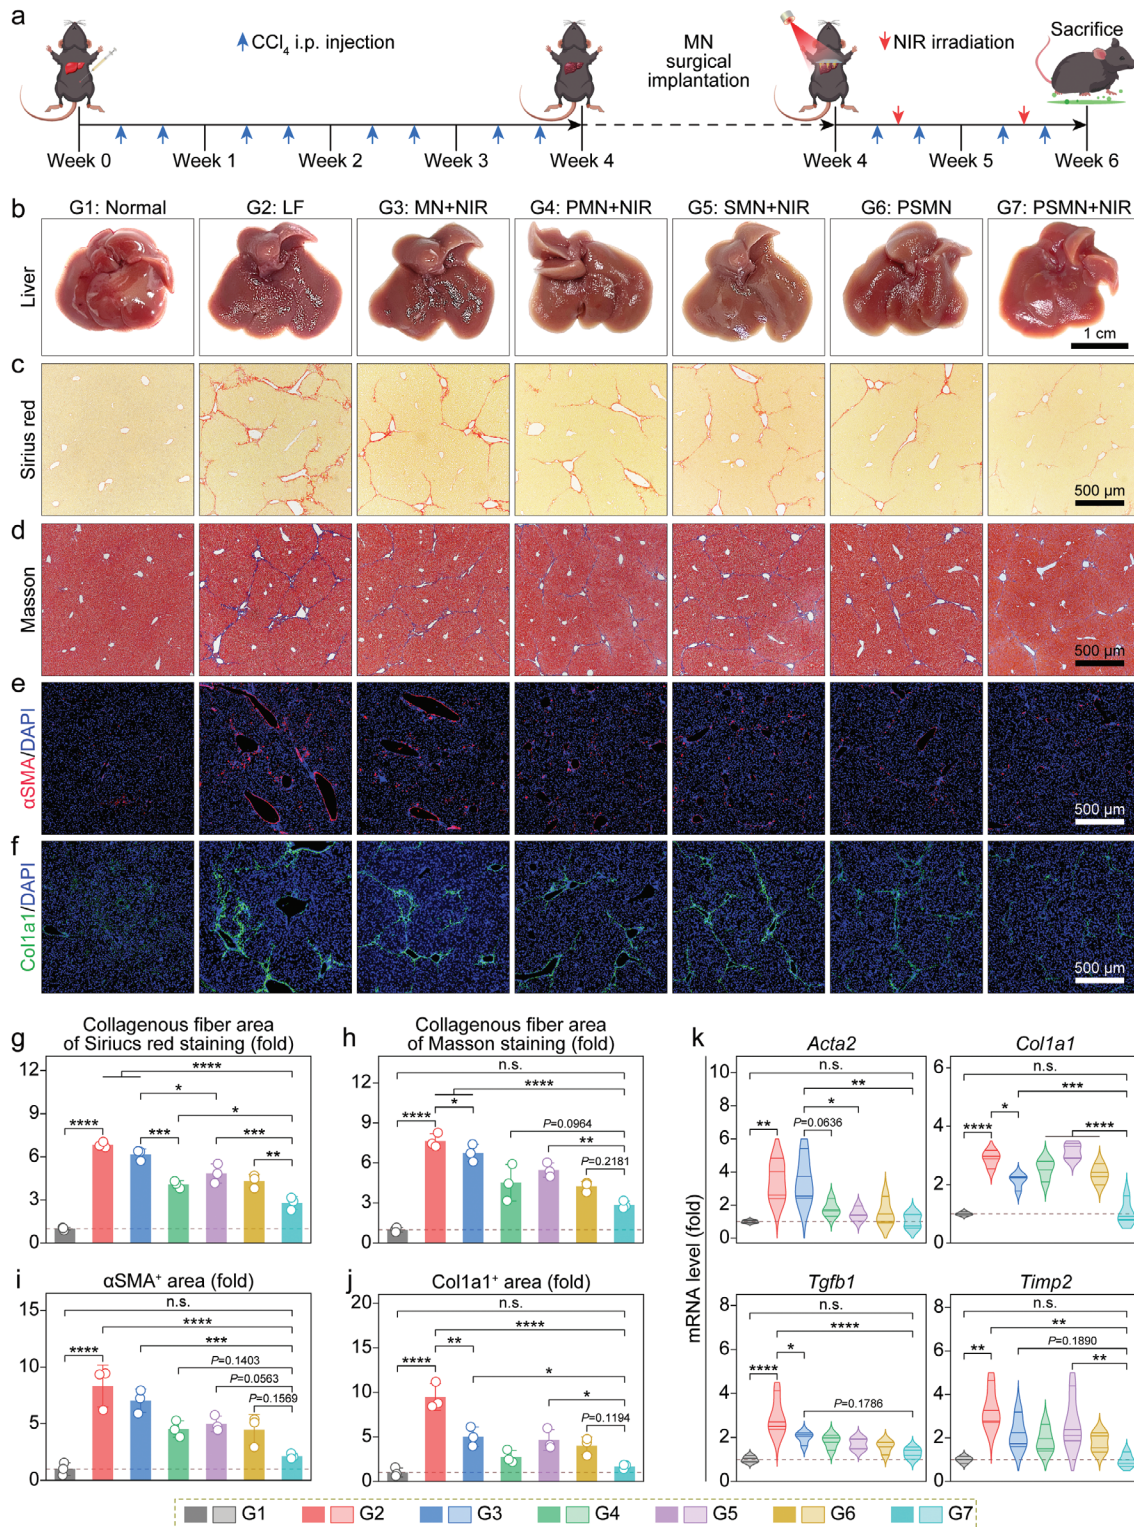 a
CCl4 i.p. injection
MN
surgical
implantation
NIR irradiation
Sacrifice
Week 0
Week 1
Week 2
Week 3
Week 4
Week 4
Week 5
Week 6
b
G1: Normal
G2: LF
G3: MN+NIR
G4: PMN+NIR
G5: SMN+NIR
G6: PSMN
G7: PSMN+NIR
Liver
1 cm
c
Sirius red
500 µm
d
Masson
500 µm
e
αSMA/DAPI
500 µm
f
Col1a1/DAPI
500 µm
g
Collagenous fiber area
of Siriucs red staining (fold)
12
9
6
3
0
****
****
*
*
***
***
**
h
Collagenous fiber area
of Masson staining (fold)
12
9
6
3
0
n.s.
****
****
*
P=0.0964
**
P=0.2181
i
αSMA+ area (fold)
15
10
5
0
n.s.
****
****
***
P=0.1403
P=0.0563
P=0.1569
j
Col1a1+ area (fold)
20
15
10
5
0
n.s.
****
****
**
*
*
P=0.1194
k
mRNA level (fold)
Acta2
10
8
6
4
2
0
n.s.
**
**
*
P=0.0636
Col1a1
6
4
2
0
n.s.
***
****
*
****
Tgfb1
8
6
4
2
0
n.s.
****
****
*
P=0.1786
Timp2
8
6
4
2
0
n.s.
**
**
P=0.1890
**
G1
G2
G3
G4
G5
G6
G7